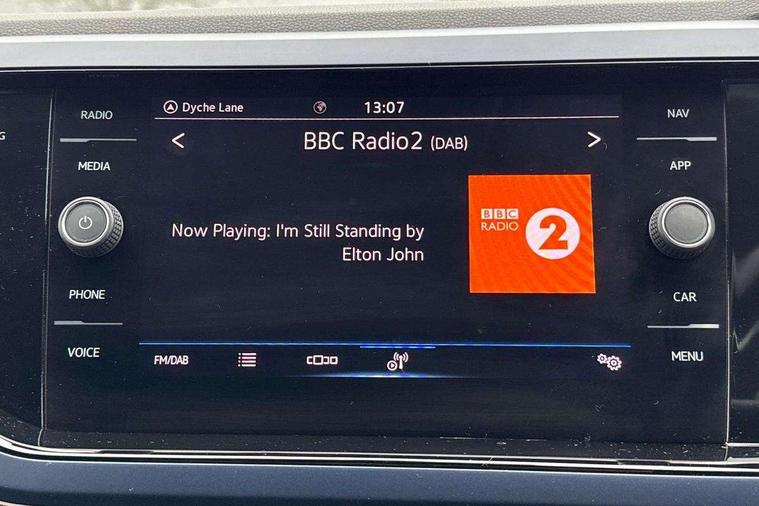 G
RADIO
MEDIA
PHONE
VOICE
Dyche Lane
13:07
< BBC Radio2 (DAB) >
Now Playing: I'm Still Standing by
Elton John
BBC
RADIO
2
FM/DAB
NAV
APP
CAR
MENU